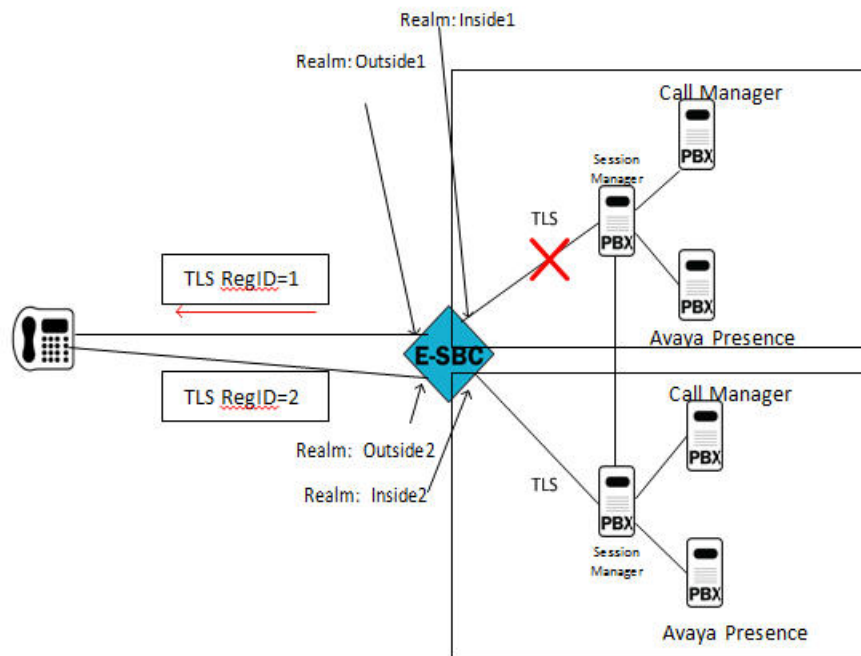 Realm: Inside1
Realm: Outside1
Call Manager
PBX
Session
Manager
PBX
TLS
TLS RegID=1
PBX
Avaya Presence
E-SBC
Call Manager
TLS RegID=2
PBX
Realm: Outside2
Realm: Inside2
TLS
PBX
Session
Manager
PBX
Avaya Presence